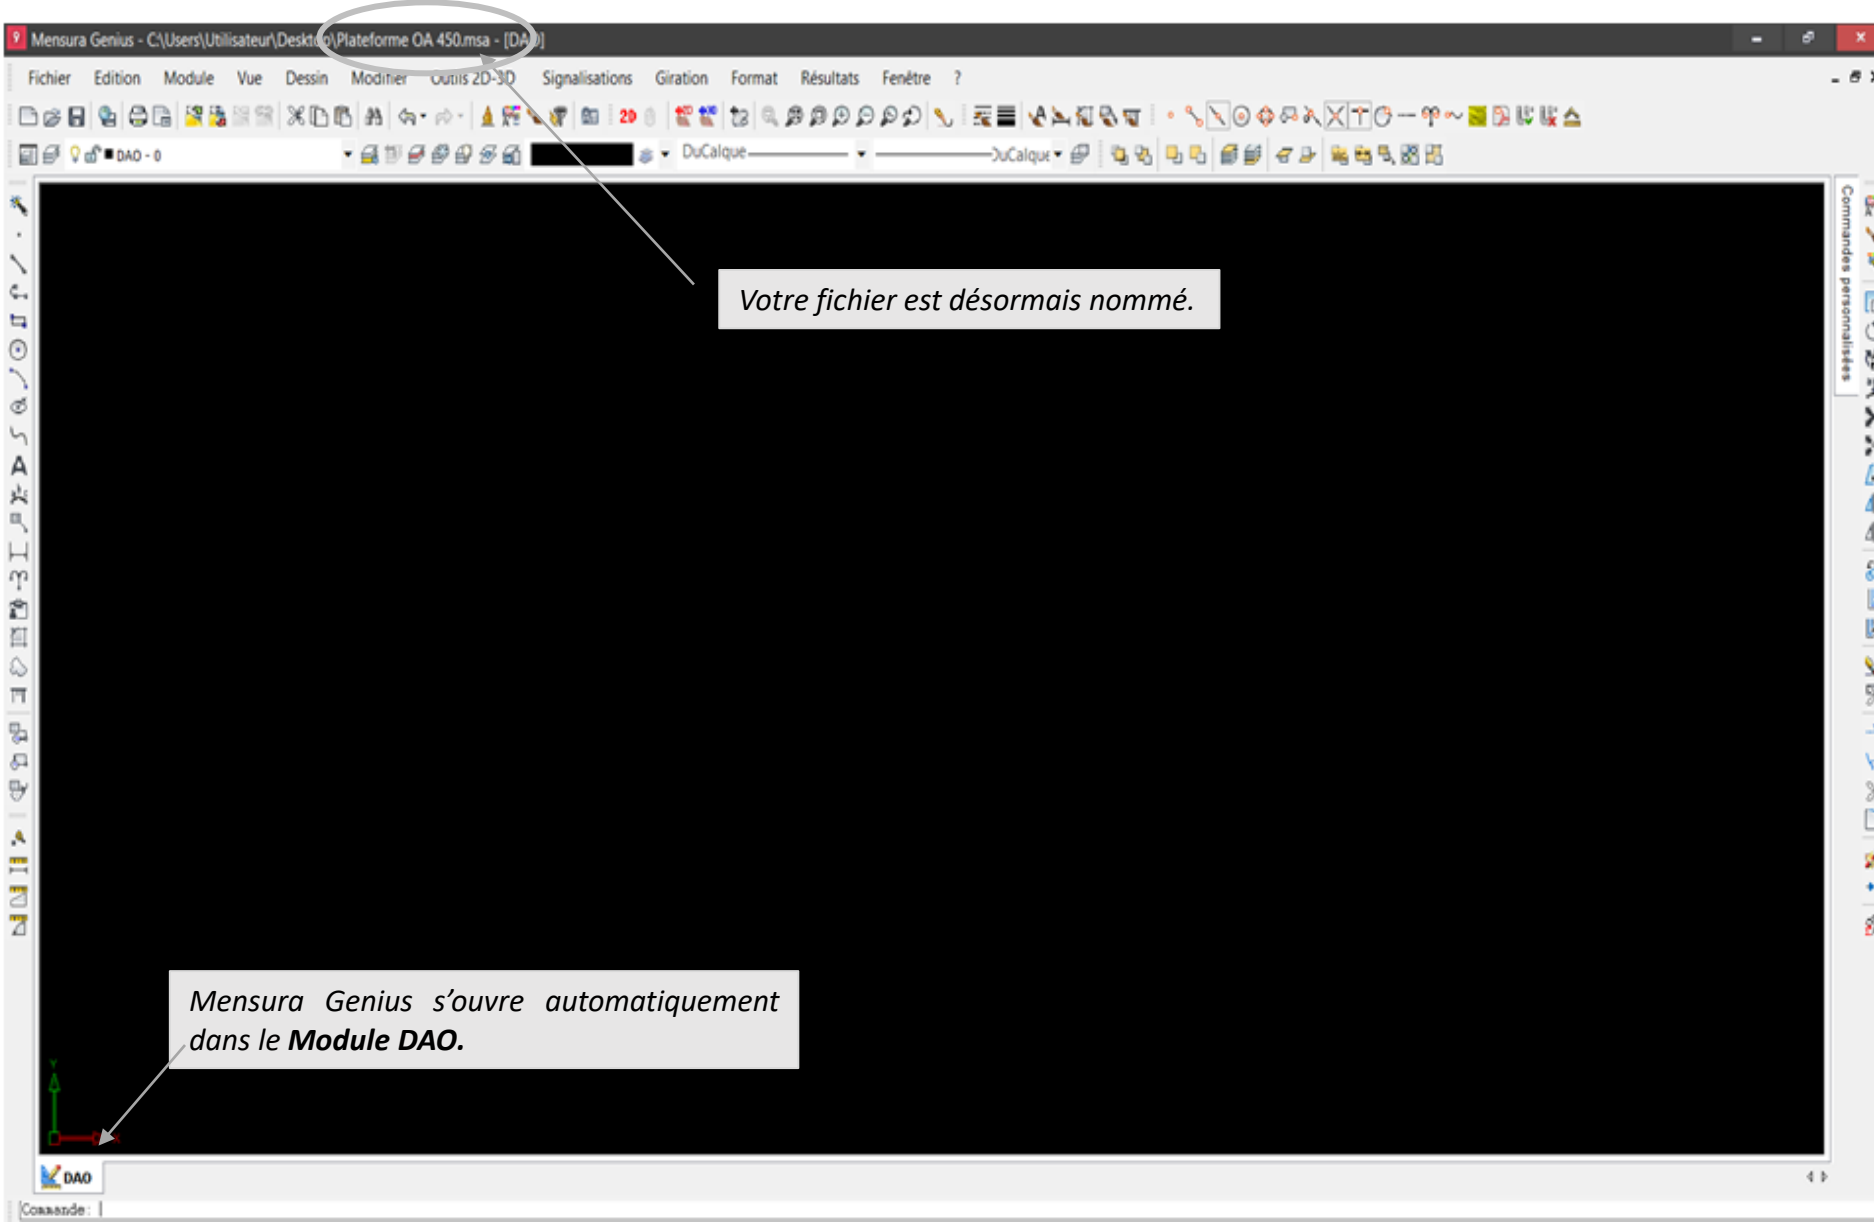 Mensura Genius - C:\Users\Utilisateur\Desktop\Plateforme OA 450.msa - [DAO]
Fichier Edition Module Vue Dessin Modifier Outils 2D-3D Signalisations Giration Format Résultats Fenêtre ?
2D
DAO - 0 DuCalque DuCalque
Commandes personnalisées
Votre fichier est désormais nommé.
Mensura Genius s’ouvre automatiquement
dans le Module DAO.
Y
X
DAO
Commande: